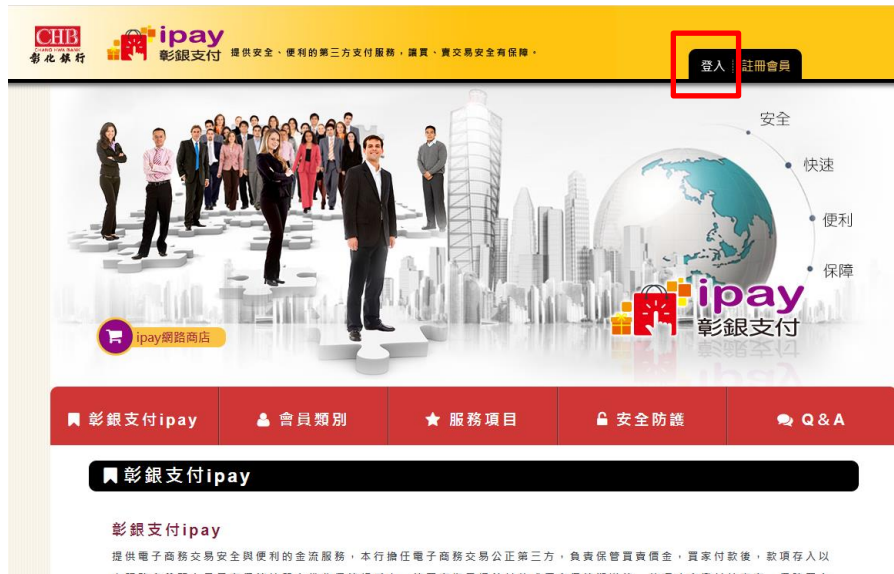 CHB
CHANG HWA BANK
彰化銀行
ipay
彰銀支付
提供安全、便利的第三方支付服務，讓買、賣交易安全有保障。
登入
註冊會員
安全
快速
便利
保障
ipay
彰銀支付
ipay網路商店
彰銀支付ipay
會員類別
服務項目
安全防護
Q&A
彰銀支付ipay
彰銀支付ipay
提供電子商務交易安全與便利的金流服務，本行擔任電子商務交易公正第三方，負責保管買賣價金，買家付款後，款項存入以